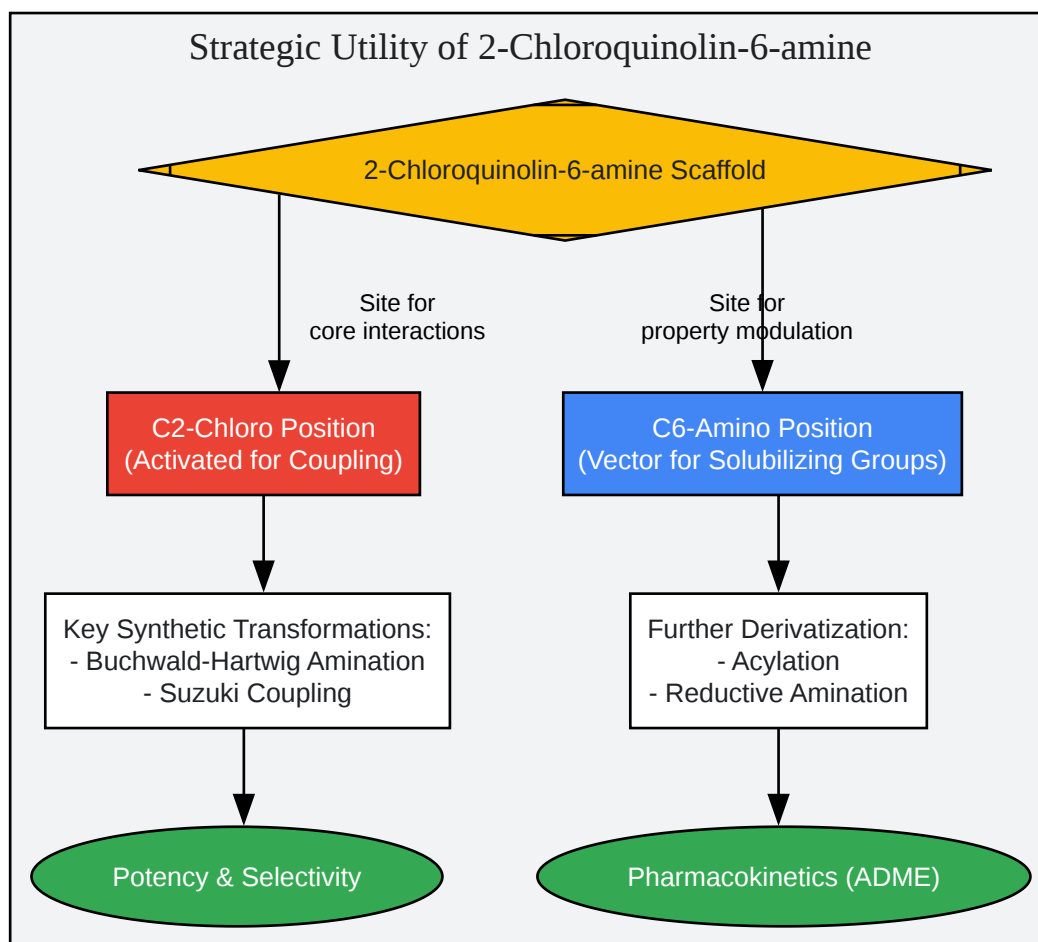 Strategic Utility of 2-Chloroquinolin-6-amine
2-Chloroquinolin-6-amine Scaffold
Site for
core interactions
Site for
property modulation
C2-Chloro Position
(Activated for Coupling)
C6-Amino Position
(Vector for Solubilizing Groups)
Key Synthetic Transformations:
- Buchwald-Hartwig Amination
- Suzuki Coupling
Further Derivatization:
- Acylation
- Reductive Amination
Potency & Selectivity
Pharmacokinetics (ADME)